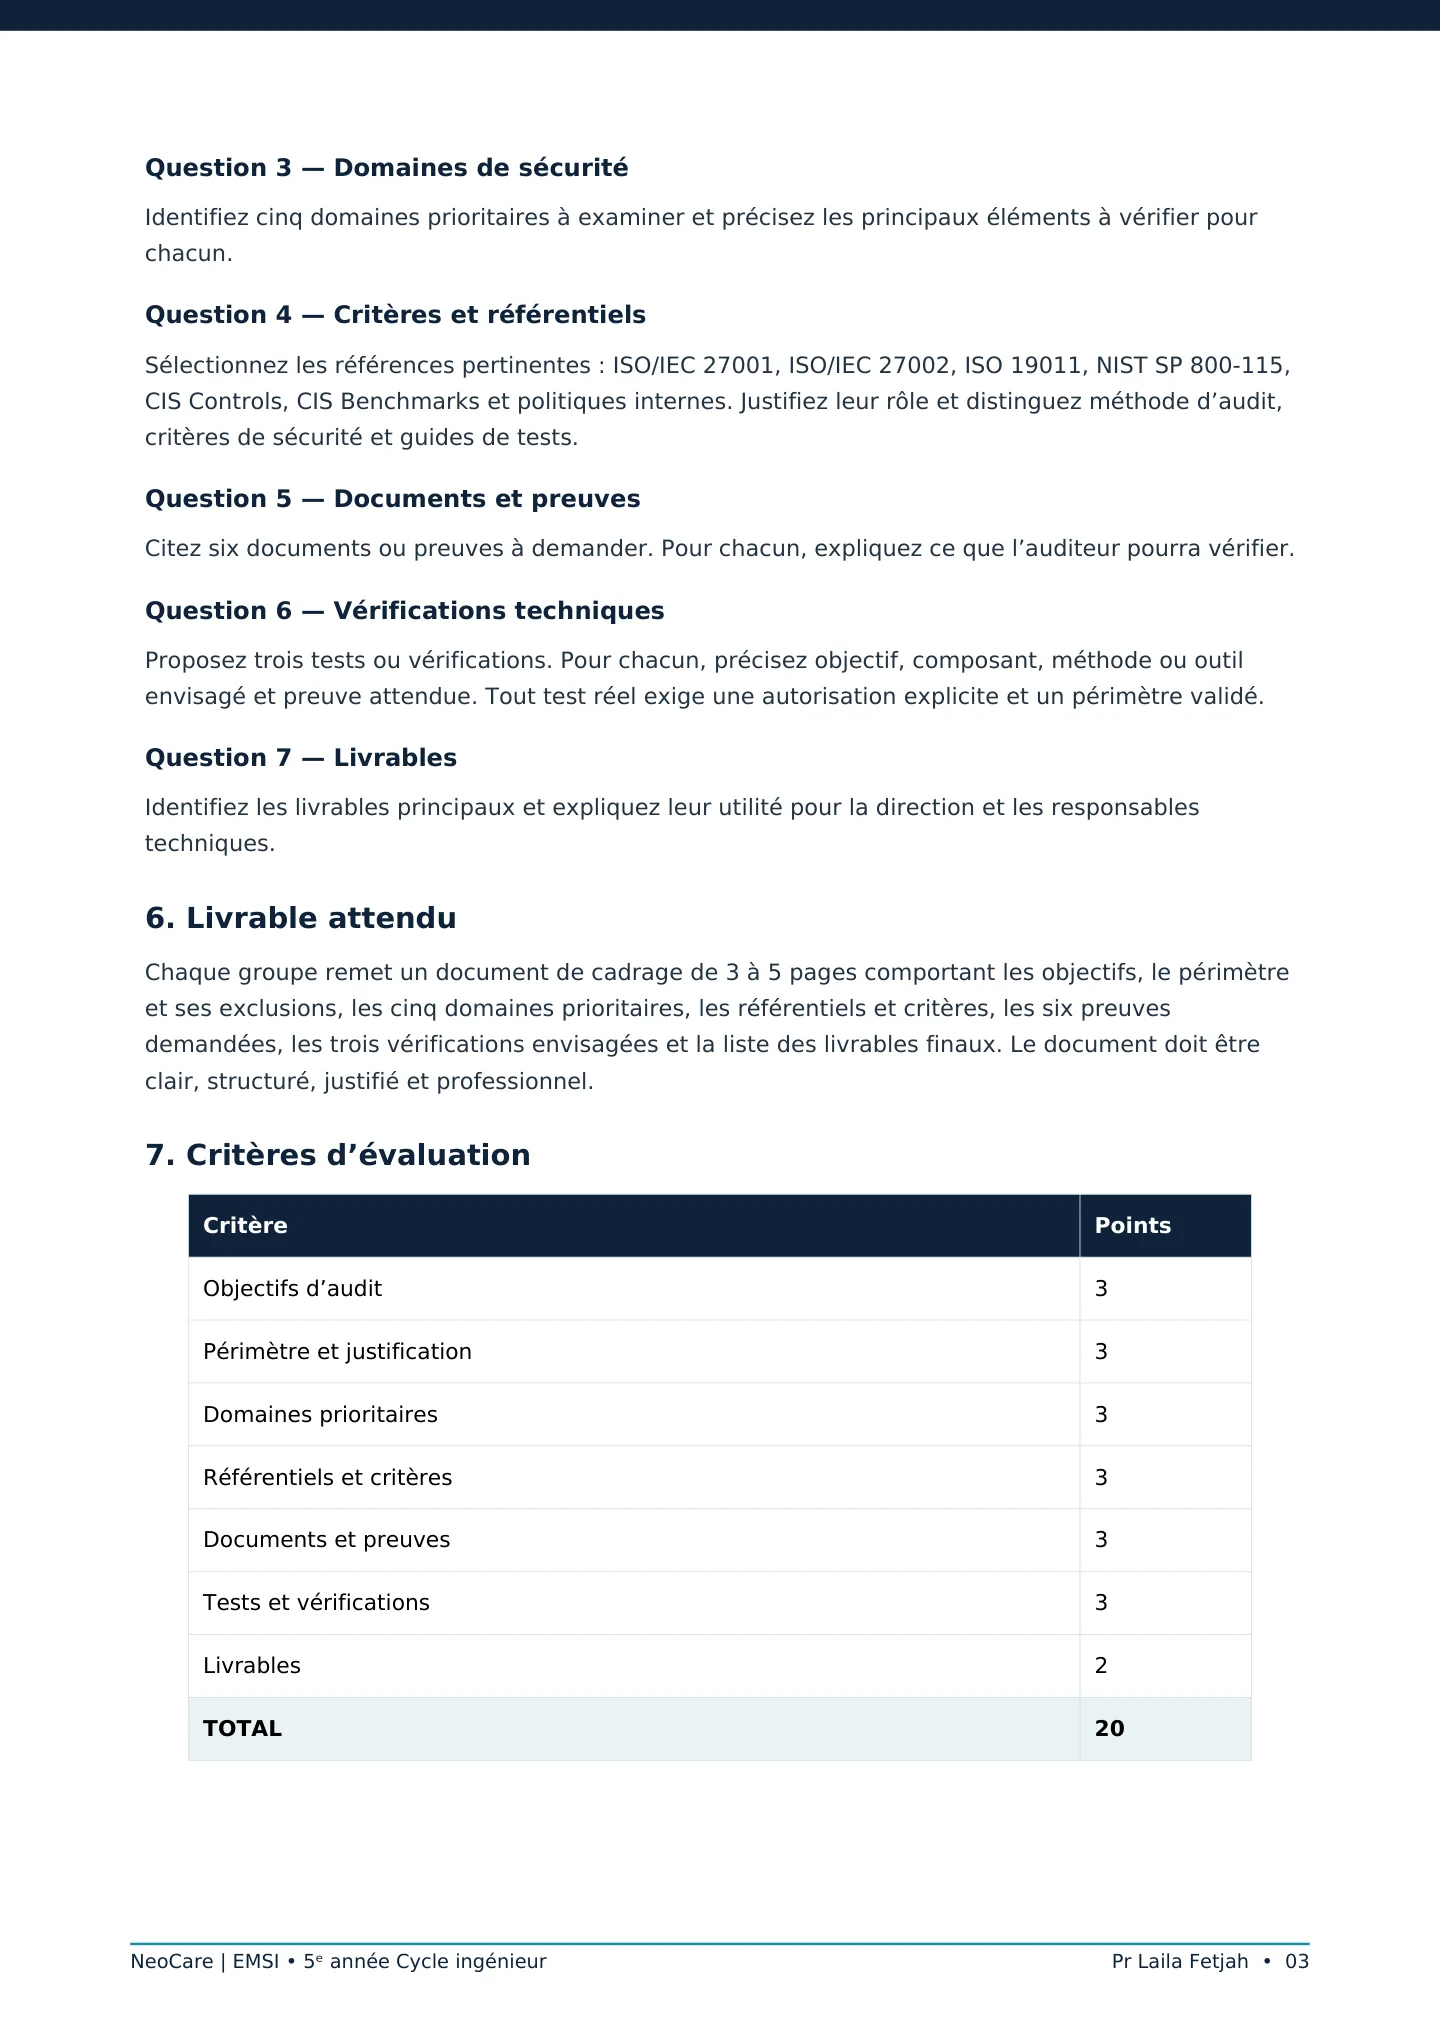 Question 3 — Domaines de sécurité
Identifiez cinq domaines prioritaires à examiner et précisez les principaux éléments à vérifier pour
chacun.
Question 4 — Critères et référentiels
Sélectionnez les références pertinentes : ISO/IEC 27001, ISO/IEC 27002, ISO 19011, NIST SP 800-115,
CIS Controls, CIS Benchmarks et politiques internes. Justifiez leur rôle et distinguez méthode d’audit,
critères de sécurité et guides de tests.
Question 5 — Documents et preuves
Citez six documents ou preuves à demander. Pour chacun, expliquez ce que l’auditeur pourra vérifier.
Question 6 — Vérifications techniques
Proposez trois tests ou vérifications. Pour chacun, précisez objectif, composant, méthode ou outil
envisagé et preuve attendue. Tout test réel exige une autorisation explicite et un périmètre validé.
Question 7 — Livrables
Identifiez les livrables principaux et expliquez leur utilité pour la direction et les responsables
techniques.
6. Livrable attendu
Chaque groupe remet un document de cadrage de 3 à 5 pages comportant les objectifs, le périmètre
et ses exclusions, les cinq domaines prioritaires, les référentiels et critères, les six preuves
demandées, les trois vérifications envisagées et la liste des livrables finaux. Le document doit être
clair, structuré, justifié et professionnel.
7. Critères d’évaluation
Critère Points
Objectifs d’audit 3
Périmètre et justification 3
Domaines prioritaires 3
Référentiels et critères 3
Documents et preuves 3
Tests et vérifications 3
Livrables 2
TOTAL 20
NeoCare | EMSI • 5ᵉ année Cycle ingénieur Pr Laila Fetjah • 03